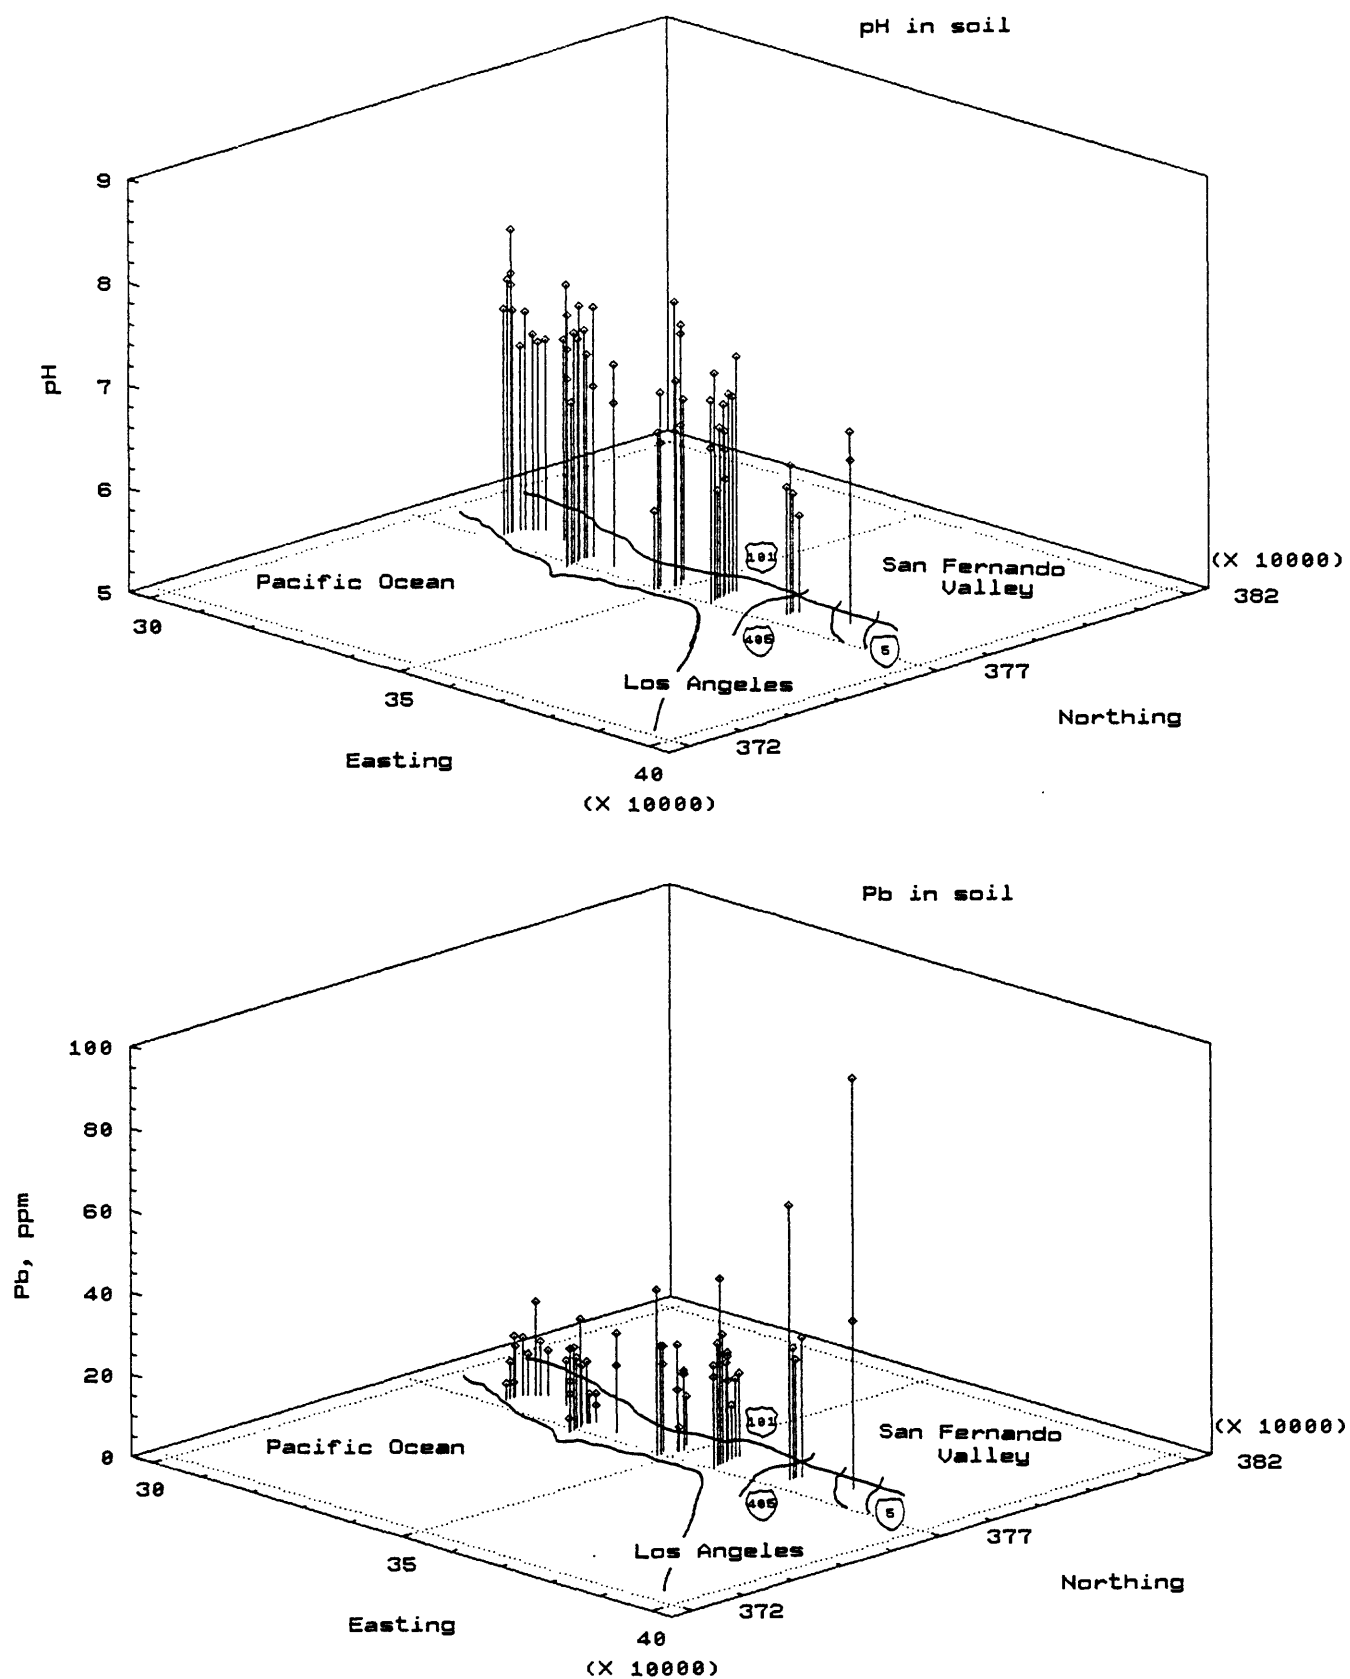 pH in soil
9
8
7
pH
6
5
101
San Fernando
Valley
(X 10000)
382
Pacific Ocean
30
405
5
377
Los Angeles
35
Northing
372
Easting
40
(X 10000)
Pb in soil
100
80
60
Pb, ppm
40
20
0
101
San Fernando
Valley
(X 10000)
382
Pacific Ocean
30
405
5
377
Los Angeles
35
Northing
372
Easting
40
(X 10000)